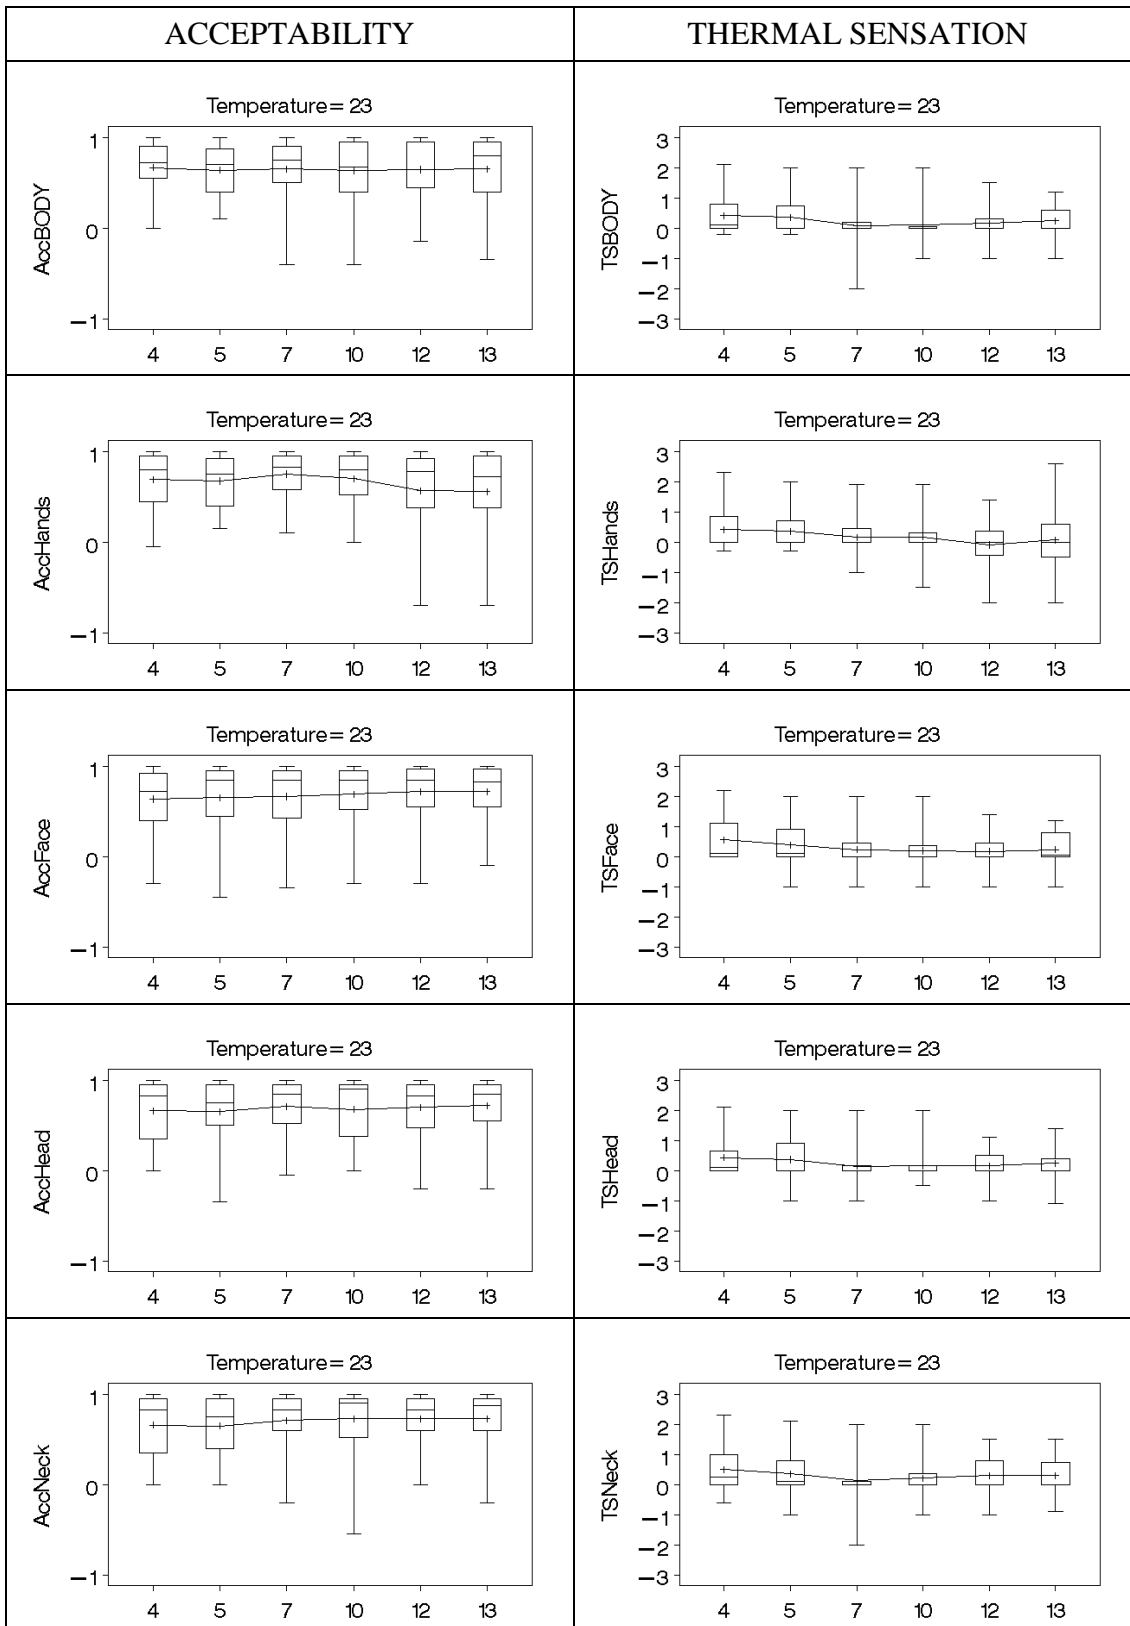 ACCEPTABILITY THERMAL SENSATION
Temperature= 23 Temperature= 23
AccBODY
1
0
−1
4 5 7 10 12 13
TSBODY
3
2
1
0
−1
−2
−3
4 5 7 10 12 13
Temperature= 23 Temperature= 23
AccHands
1
0
−1
4 5 7 10 12 13
TSHands
3
2
1
0
−1
−2
−3
4 5 7 10 12 13
Temperature= 23 Temperature= 23
AccFace
1
0
−1
4 5 7 10 12 13
TSFace
3
2
1
0
−1
−2
−3
4 5 7 10 12 13
Temperature= 23 Temperature= 23
AccHead
1
0
−1
4 5 7 10 12 13
TSHead
3
2
1
0
−1
−2
−3
4 5 7 10 12 13
Temperature= 23 Temperature= 23
AccNeck
1
0
−1
4 5 7 10 12 13
TSNeck
3
2
1
0
−1
−2
−3
4 5 7 10 12 13